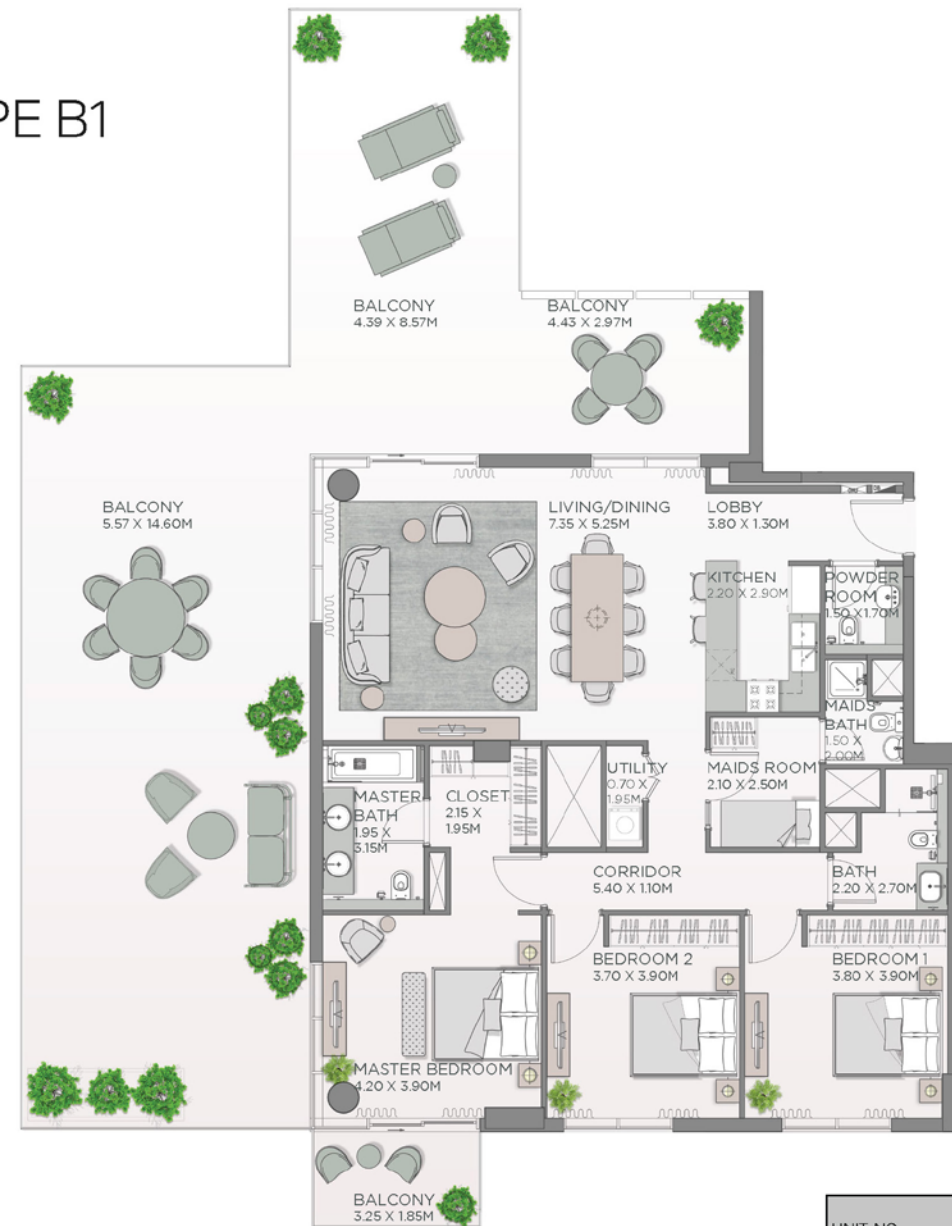 PE B1
BALCONY
4.39 X 8.57M
BALCONY
4.43 X 2.97M
BALCONY
5.57 X 14.60M
LIVING/DINING
7.35 X 5.25M
LOBBY
3.80 X 1.30M
KITCHEN
2.20 X 2.90M
POWDER
ROOM
1.50 X1.70M
MAIDS
BATH
1.50 X
2.00M
UTILITY
0.70 X
1.95M
MAIDS ROOM
2.10 X 2.50M
MASTER
BATH
1.95 X
3.15M
CLOSET
2.15 X
1.95M
CORRIDOR
5.40 X 1.10M
BATH
2.20 X 2.70M
BEDROOM 2
3.70 X 3.90M
BEDROOM 1
3.80 X 3.90M
MASTER BEDROOM
4.20 X 3.90M
BALCONY
3.25 X 1.85M